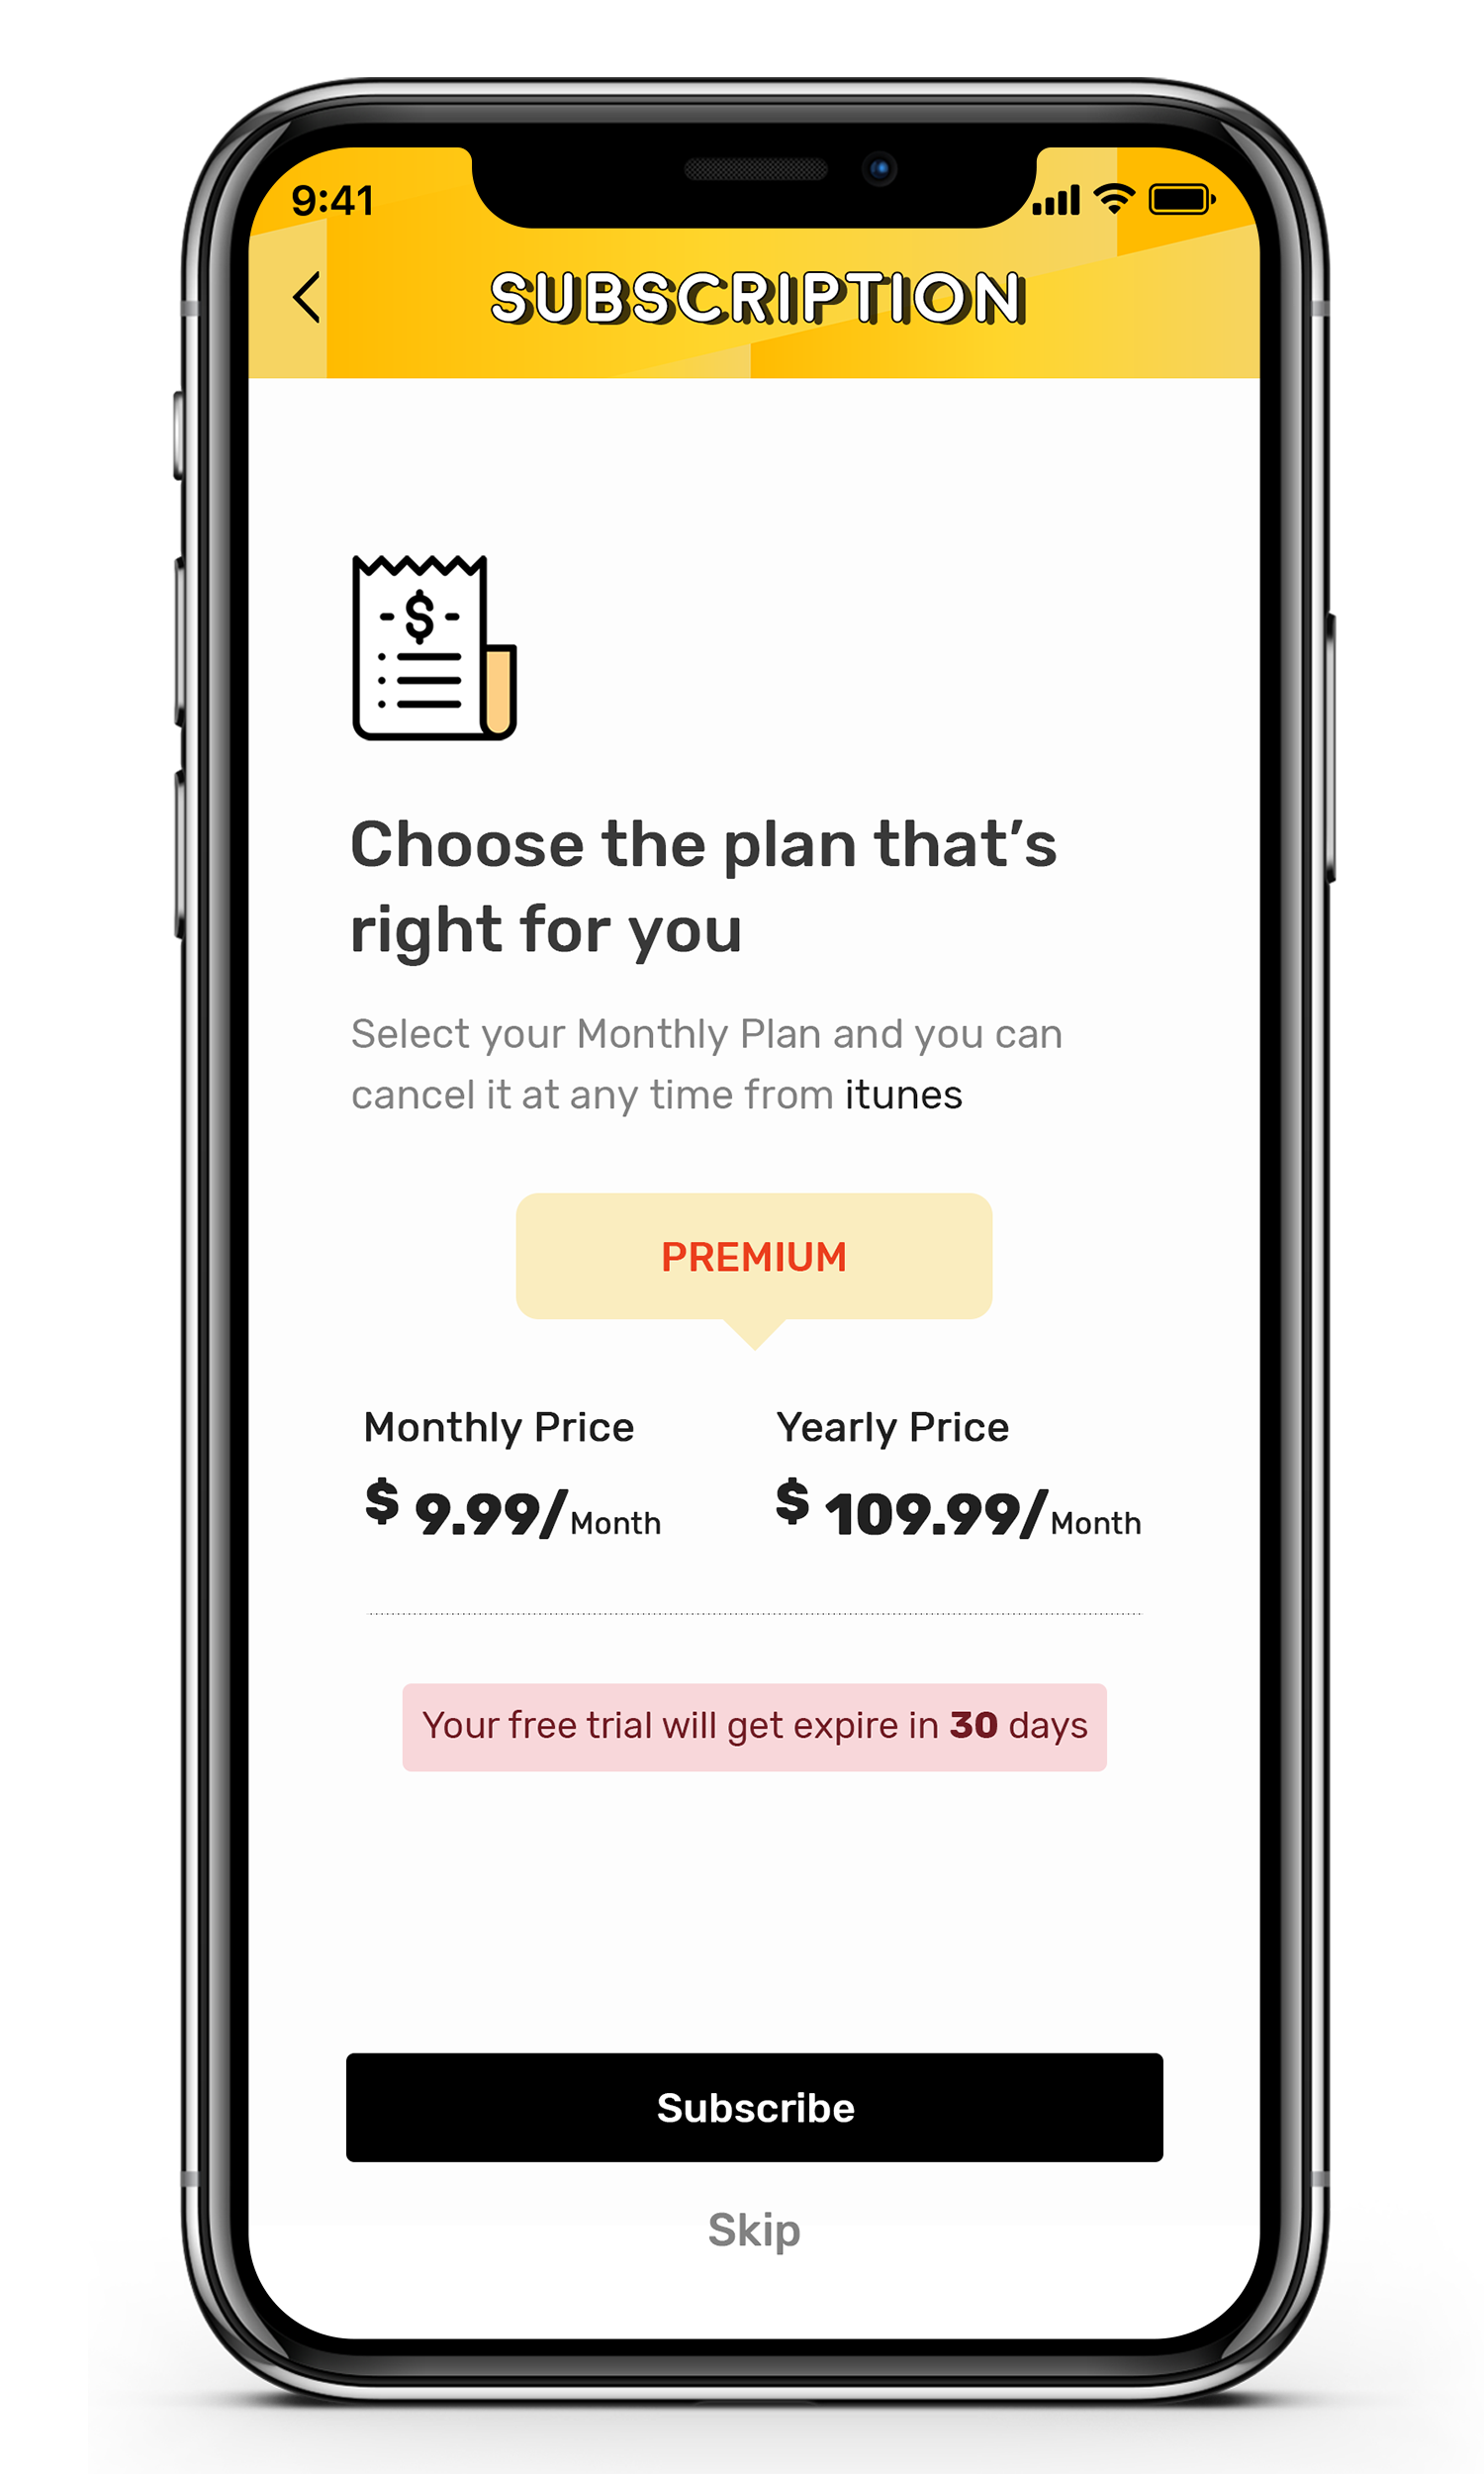 9:41
SUBSCRIPTION
-$-
Choose the plan that’s
right for you
Select your Monthly Plan and you can
cancel it at any time from itunes
PREMIUM
Monthly Price Yearly Price
$ 9.99/Month $ 109.99/Month
Your free trial will get expire in 30 days
Subscribe
Skip